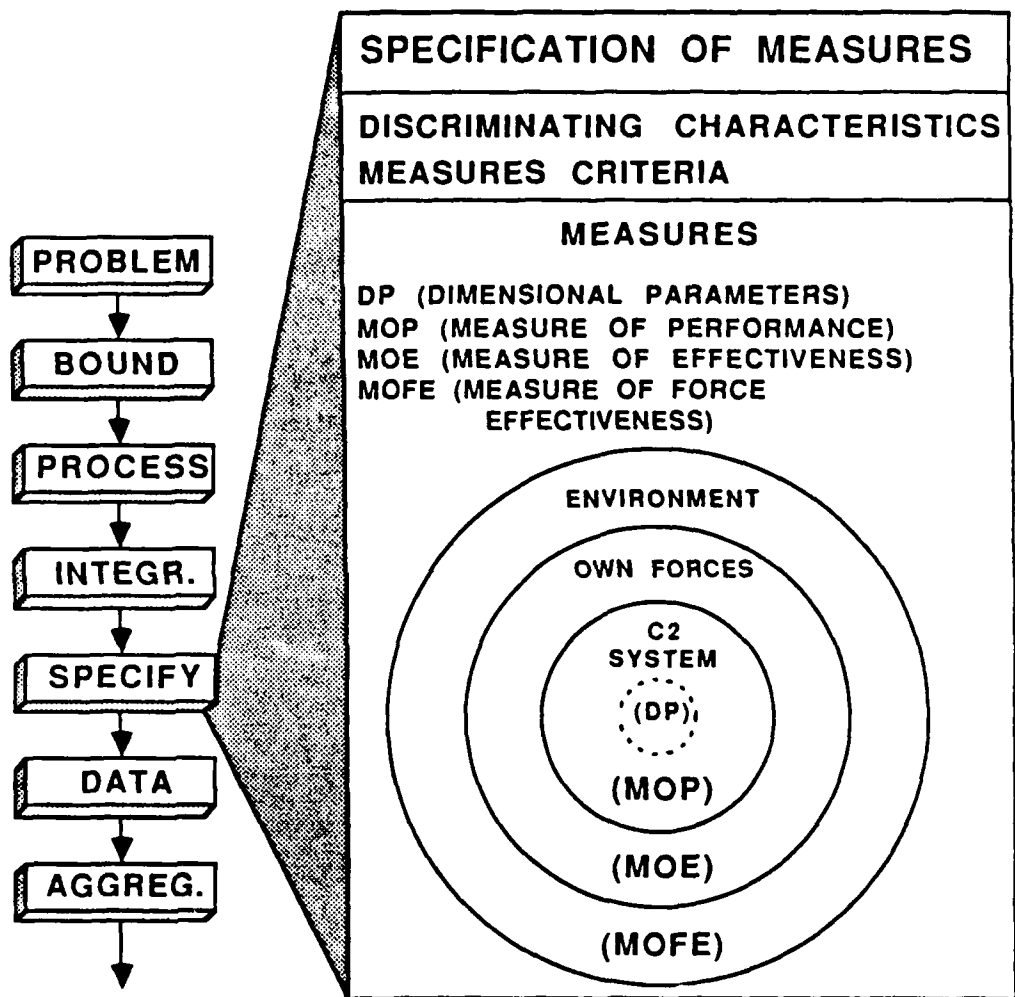 SPECIFICATION OF MEASURES
DISCRIMINATING CHARACTERISTICS
MEASURES CRITERIA
MEASURES
DP (DIMENSIONAL PARAMETERS)
MOP (MEASURE OF PERFORMANCE)
MOE (MEASURE OF EFFECTIVENESS)
MOFE (MEASURE OF FORCE
EFFECTIVENESS)
PROBLEM
BOUND
PROCESS
INTEGR.
SPECIFY
DATA
AGGREG.
ENVIRONMENT
OWN FORCES
C2
SYSTEM
(DP)
(MOP)
(MOE)
(MOFE)